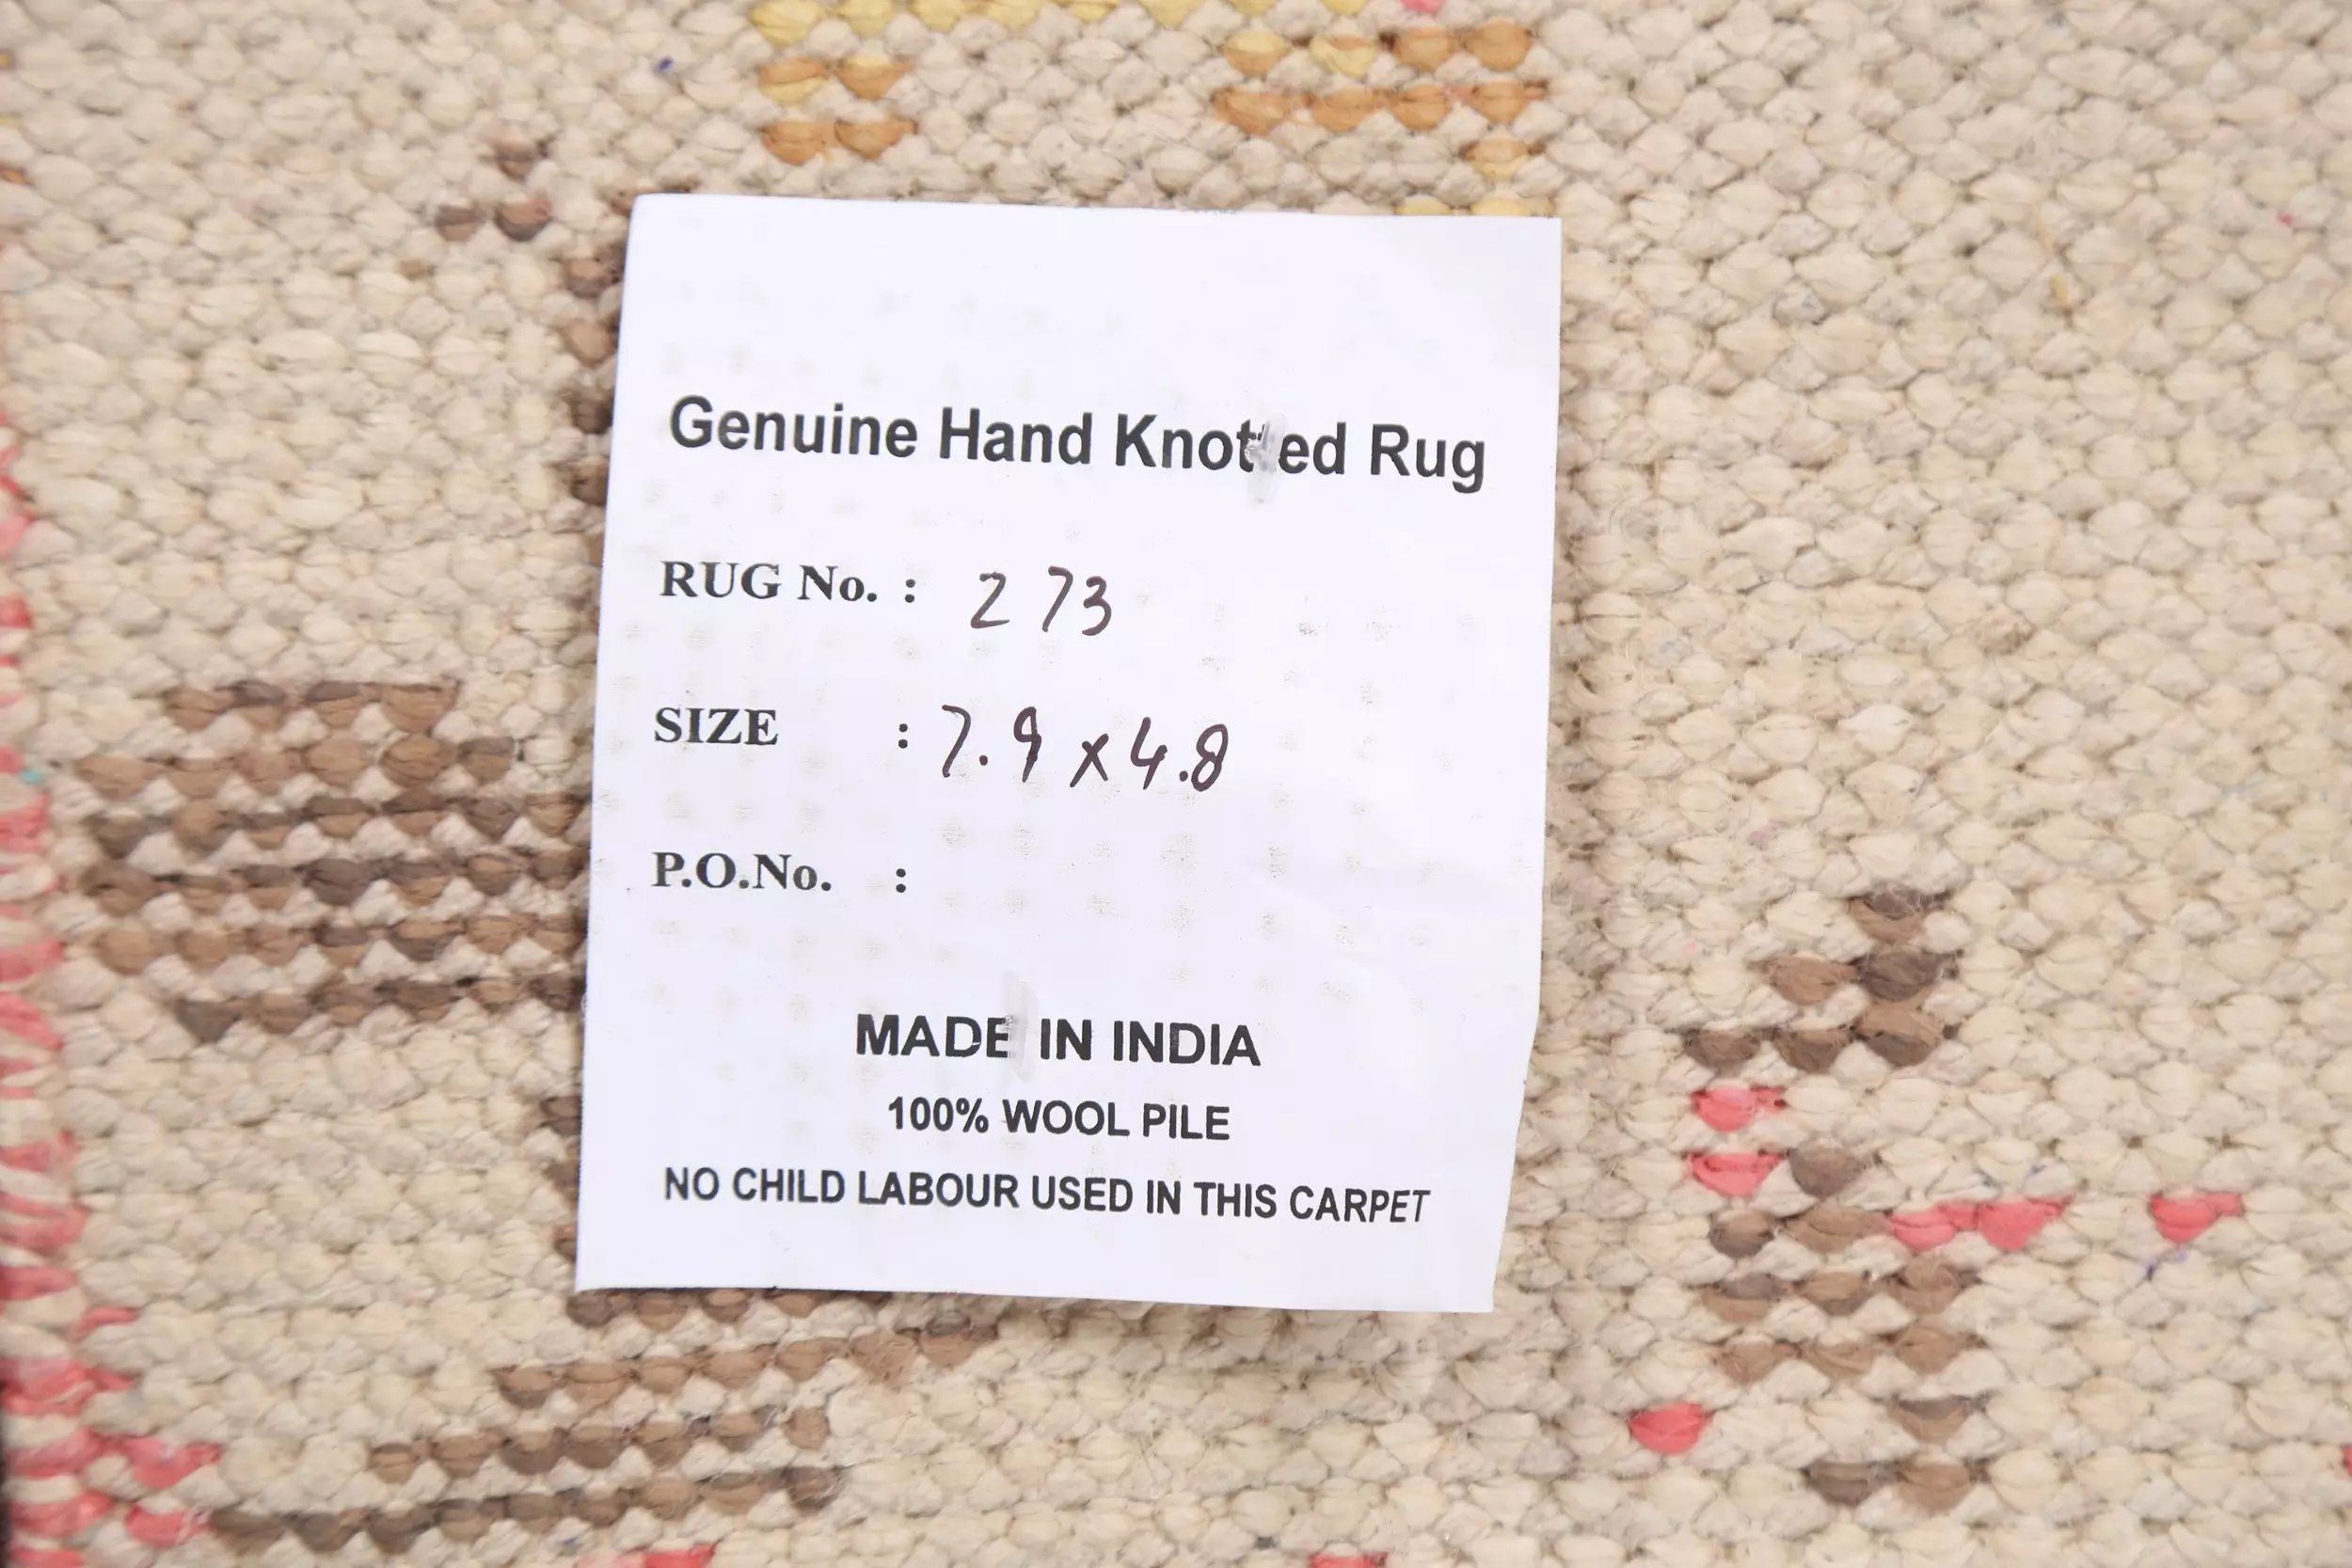 Genuine Hand Knotted Rug
RUG No. : 273
SIZE : 7.9 x 4.8
P.O.No. :
MADE IN INDIA
100% WOOL PILE
NO CHILD LABOUR USED IN THIS CARPET